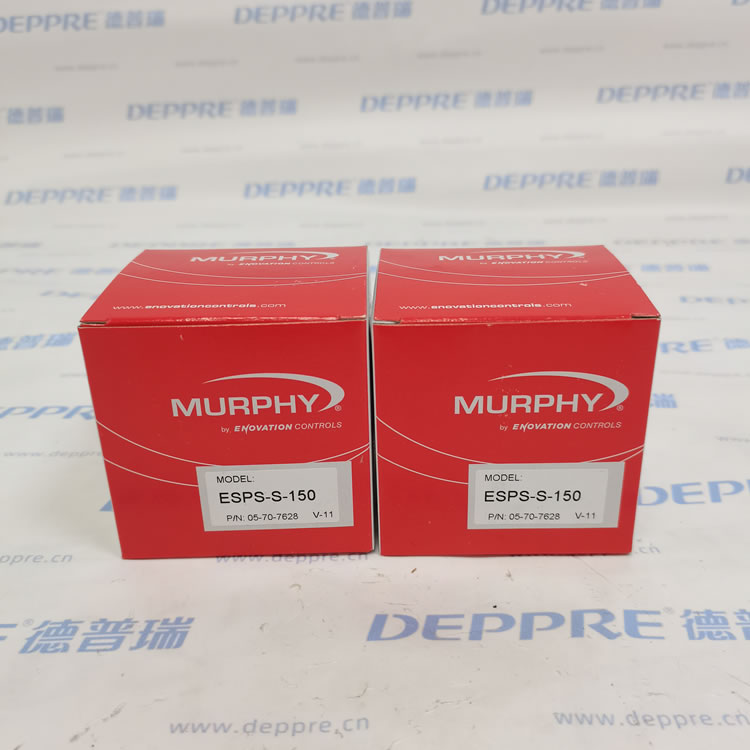 DEPPRE 德普瑞
www.deppre.cn
DEPPRE® 德普瑞
DEPPRE® 德普瑞
DEPPRE® 德普瑞
MURPHY
by ENOVATION CONTROLS
www.enovationcontrols.com
MURPHY®
by ENOVATION CONTROLS
MODEL:
ESPS-S-150
P/N: 05-70-7628 V-11
MURPHY
by ENOVATION CONTROLS
www.enovationcontrols.com
MURPHY®
by ENOVATION CONTROLS
MODEL:
ESPS-S-150
P/N: 05-70-7628 V-11
www.deppre.cn
德普瑞
DEPPRE® 德普瑞
www.deppre.cn